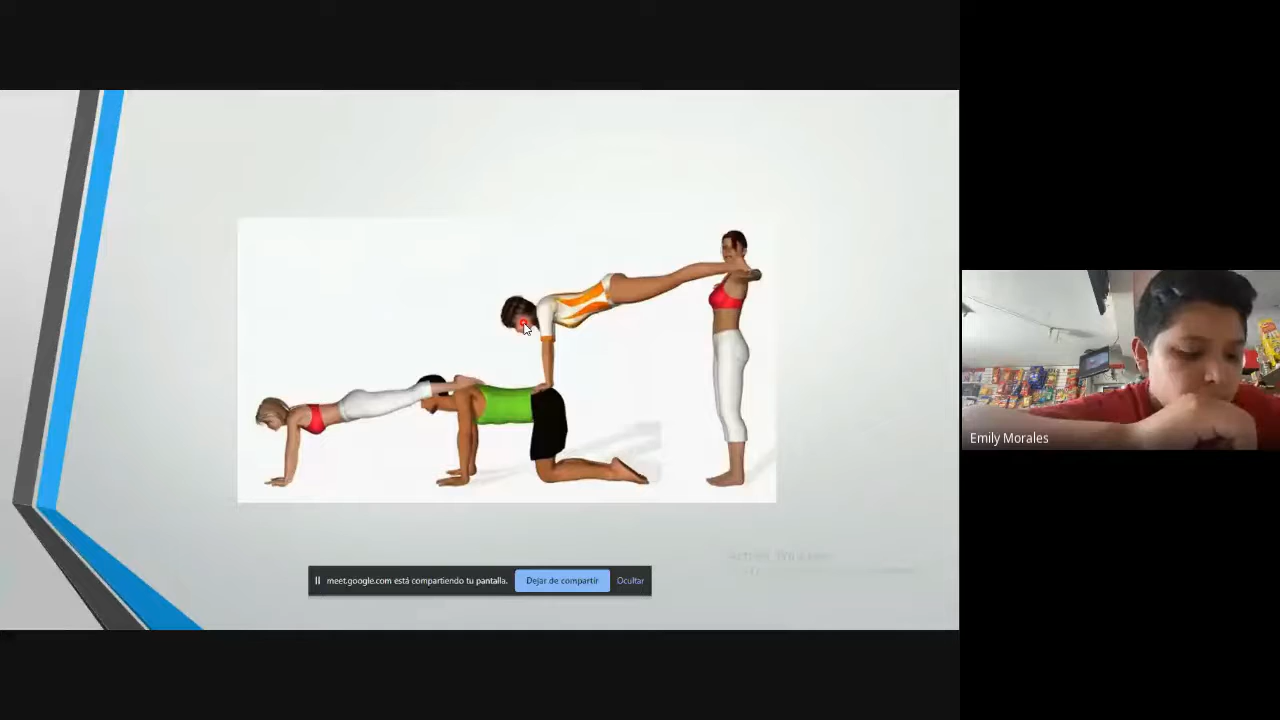 Emily Morales
meet.google.com está compartiendo tu pantalla.
Dejar de compartir
Ocultar